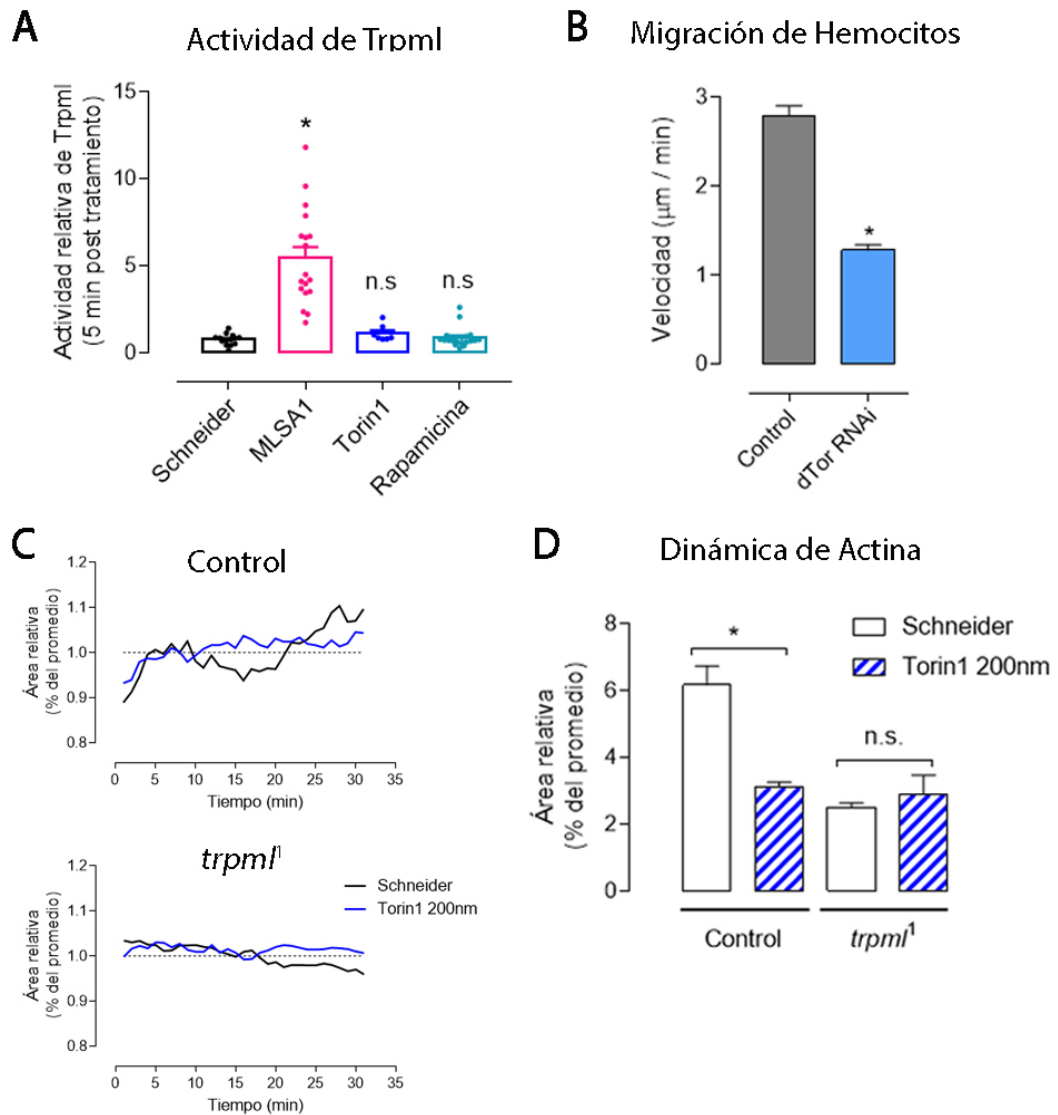 A
Actividad de Trpml
Actividad relativa de Trpml
(5 min post tratamiento)
15
10
5
0
*
n.s
n.s
Schneider
MLSA1
Torin1
Rapamicina
B
Migración de Hemocitos
Velocidad (μm / min)
3
2
1
0
*
Control
dTor RNAi
C
Control
Área relativa
(% del promedio)
1.2
1.1
1.0
0.9
0.8
0 5 10 15 20 25 30 35
Tiempo (min)
trpml¹
Schneider
Torin1 200nm
Área relativa
(% del promedio)
1.2
1.1
1.0
0.9
0.8
0 5 10 15 20 25 30 35
Tiempo (min)
D
Dinámica de Actina
Schneider
Torin1 200nm
Área relativa
(% del promedio)
8
6
4
2
0
*
n.s.
Control
trpml¹